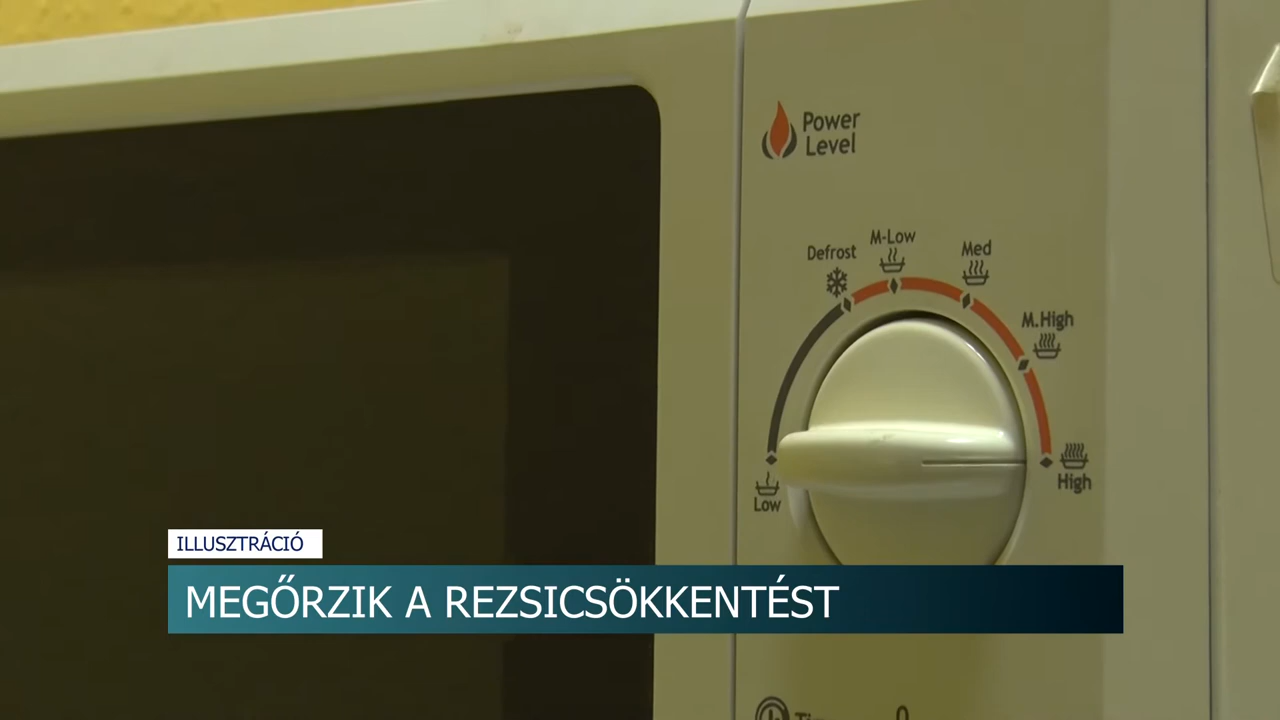 Power
Level
Defrost
M-Low
Med
M.High
High
Low
ILLUSZTRÁCIÓ
MEGŐRZIK A REZSICSÖKKENTÉST